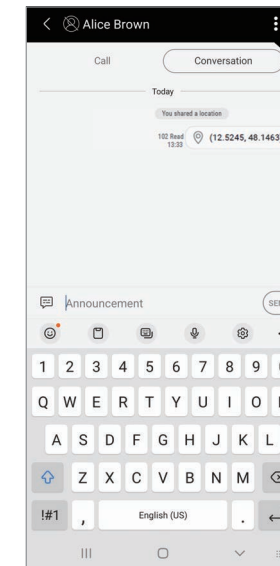 Alice Brown
Call Conversation
Today
You shared a location
102 Read (12.5245, 48.1463
13:33
Announcement
1 2 3 4 5 6 7 8 9
Q W E R T Y U I O
A S D F G H J K L
Z X C V B N M
!#1 , English (US) .